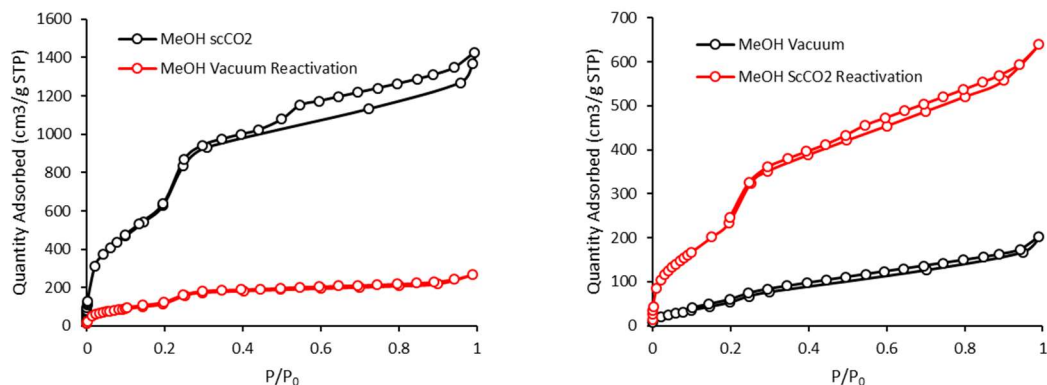 1600
1400
1200
1000
800
600
400
200
0
Quantity Adsorbed (cm3/g STP)
MeOH scCO2
MeOH Vacuum Reactivation
0 0.2 0.4 0.6 0.8 1
P/P0
700
600
500
400
300
200
100
0
Quantity Adsorbed (cm3/g STP)
MeOH Vacuum
MeOH ScCO2 Reactivation
0 0.2 0.4 0.6 0.8 1
P/P0